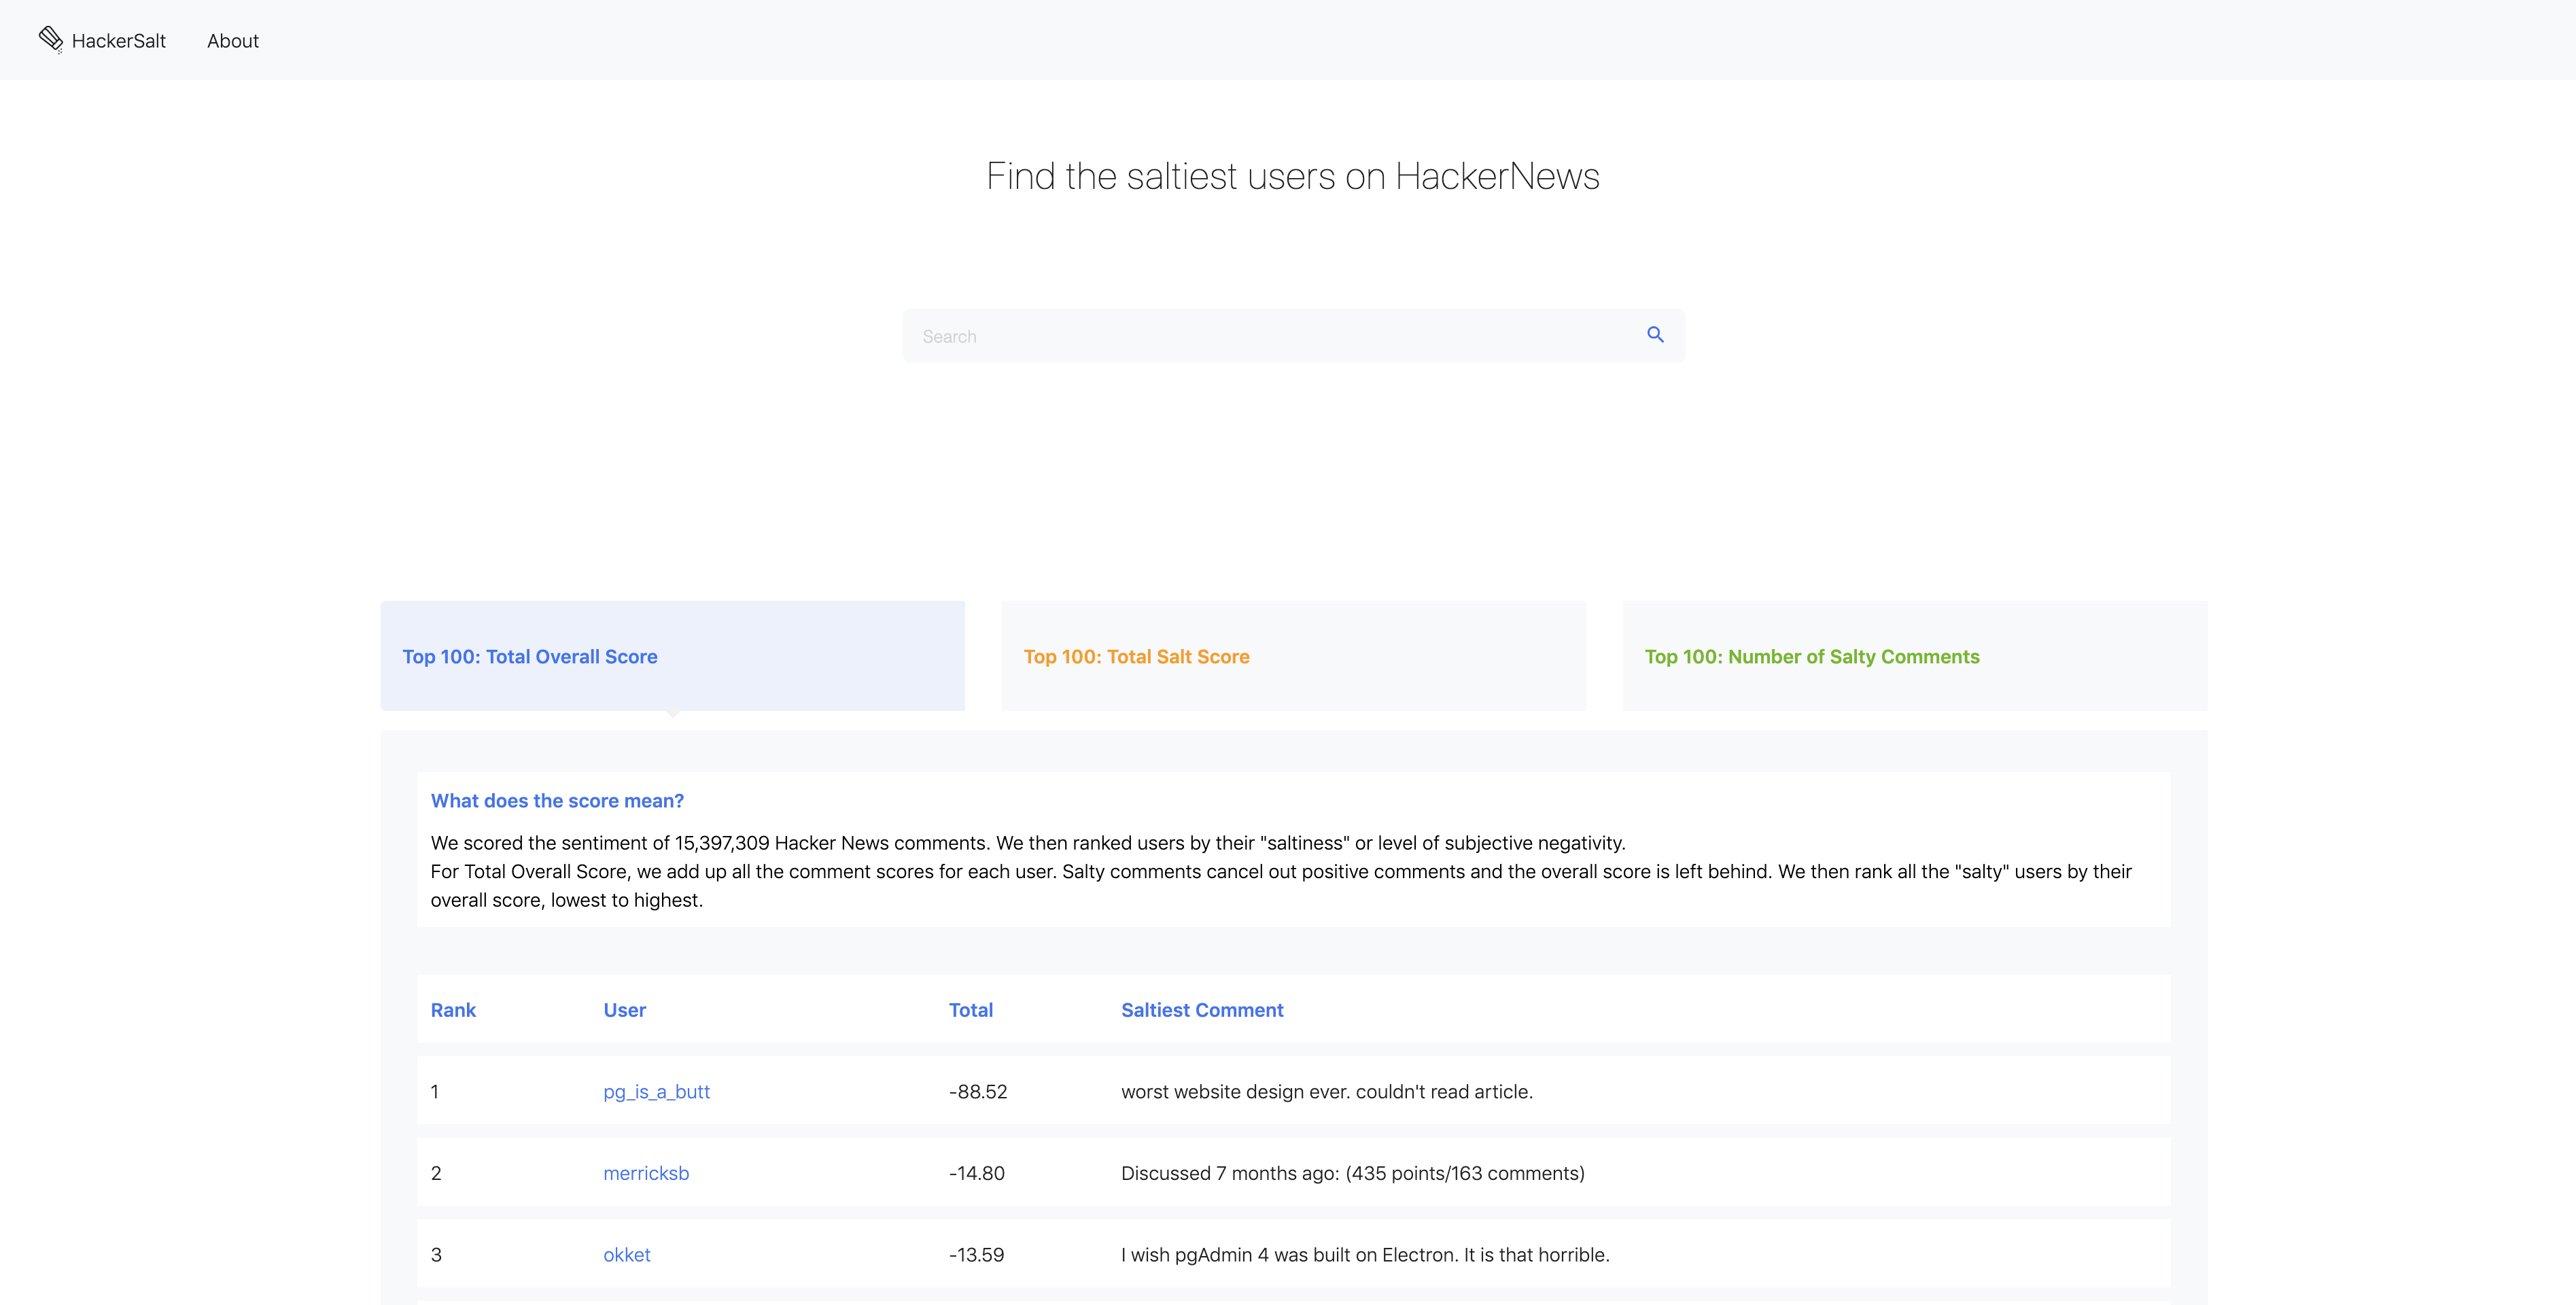 HackerSalt About
Find the saltiest users on HackerNews
Search
Top 100: Total Overall Score
Top 100: Total Salt Score
Top 100: Number of Salty Comments
What does the score mean?
We scored the sentiment of 15,397,309 Hacker News comments. We then ranked users by their "saltiness" or level of subjective negativity.
For Total Overall Score, we add up all the comment scores for each user. Salty comments cancel out positive comments and the overall score is left behind. We then rank all the "salty" users by their
overall score, lowest to highest.
Rank User Total Saltiest Comment
1 pg_is_a_butt -88.52 worst website design ever. couldn't read article.
2 merricksb -14.80 Discussed 7 months ago: (435 points/163 comments)
3 okket -13.59 I wish pgAdmin 4 was built on Electron. It is that horrible.